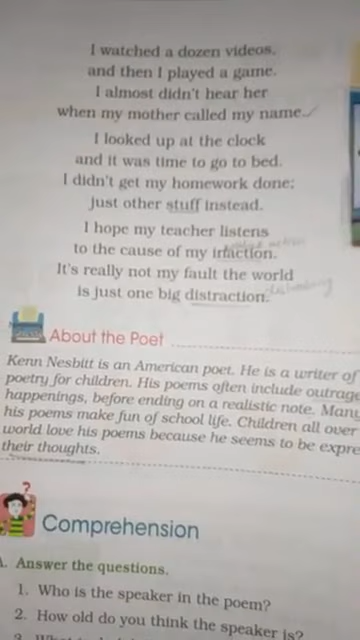 I watched a dozen videos,
and then I played a game.
I almost didn't hear her
when my mother called my name.
I looked up at the clock
and it was time to go to bed.
I didn't get my homework done;
just other stuff instead.
I hope my teacher listens
to the cause of my infaction.
It's really not my fault the world
is just one big distraction.
About the Poet
Kenn Nesbitt is an American poet. He is a writer of
poetry for children. His poems often include
happenings, before ending on a realistic note.
his poems make fun of school life. Children all over
world love his poems because he seems to be
their thoughts.
Comprehension
A. Answer the questions.
1. Who is the speaker in the poem?
2. How old do you think the speaker is?